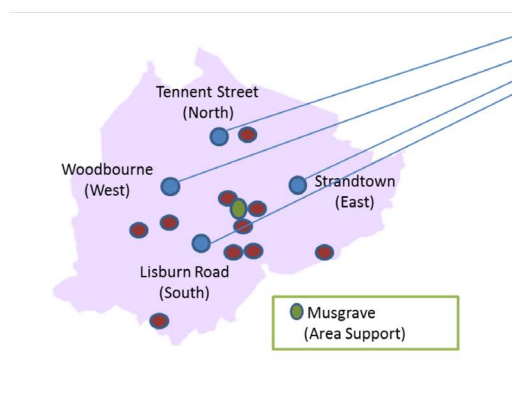 Tennent Street
(North)
Woodbourne
(West)
Strandtown
(East)
Lisburn Road
(South)
Musgrave
(Area Support)